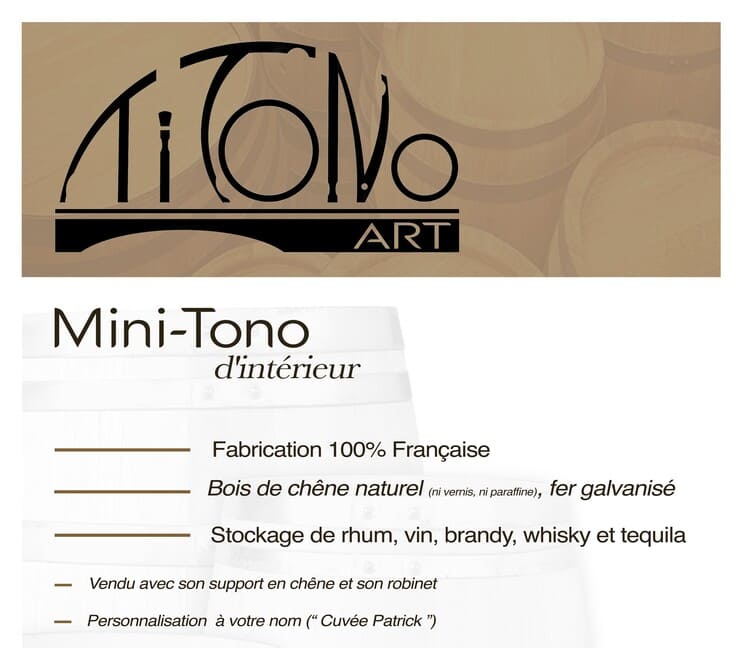 TiToNo
ART
Mini-Tono
d'intérieur
Fabrication 100% Française
Bois de chêne naturel (ni vernis, ni paraffine), fer galvanisé
Stockage de rhum, vin, brandy, whisky et tequila
Vendu avec son support en chêne et son robinet
Personnalisation à votre nom (“ Cuvée Patrick ”)